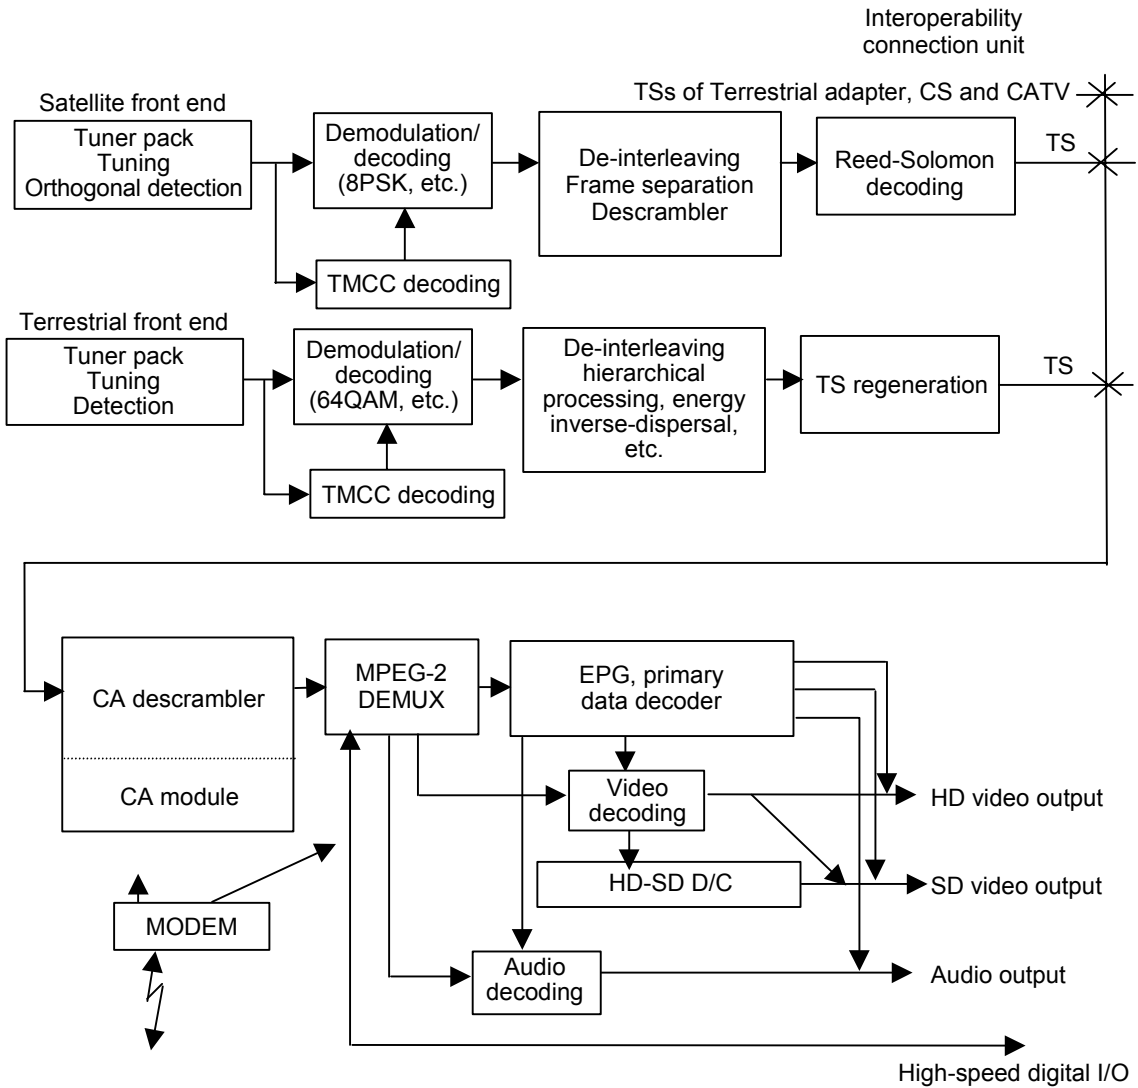 Interoperability
connection unit
TSs of Terrestrial adapter, CS and CATV
Satellite front end
Tuner pack
Tuning
Orthogonal detection
Demodulation/
decoding
(8PSK, etc.)
De-interleaving
Frame separation
Descrambler
Reed-Solomon
decoding
TS
TMCC decoding
Terrestrial front end
Tuner pack
Tuning
Detection
Demodulation/
decoding
(64QAM, etc.)
De-interleaving
hierarchical
processing, energy
inverse-dispersal,
etc.
TS regeneration
TS
TMCC decoding
CA descrambler
CA module
MPEG-2
DEMUX
EPG, primary
data decoder
Video
decoding
HD video output
HD-SD D/C
SD video output
MODEM
Audio
decoding
Audio output
High-speed digital I/O